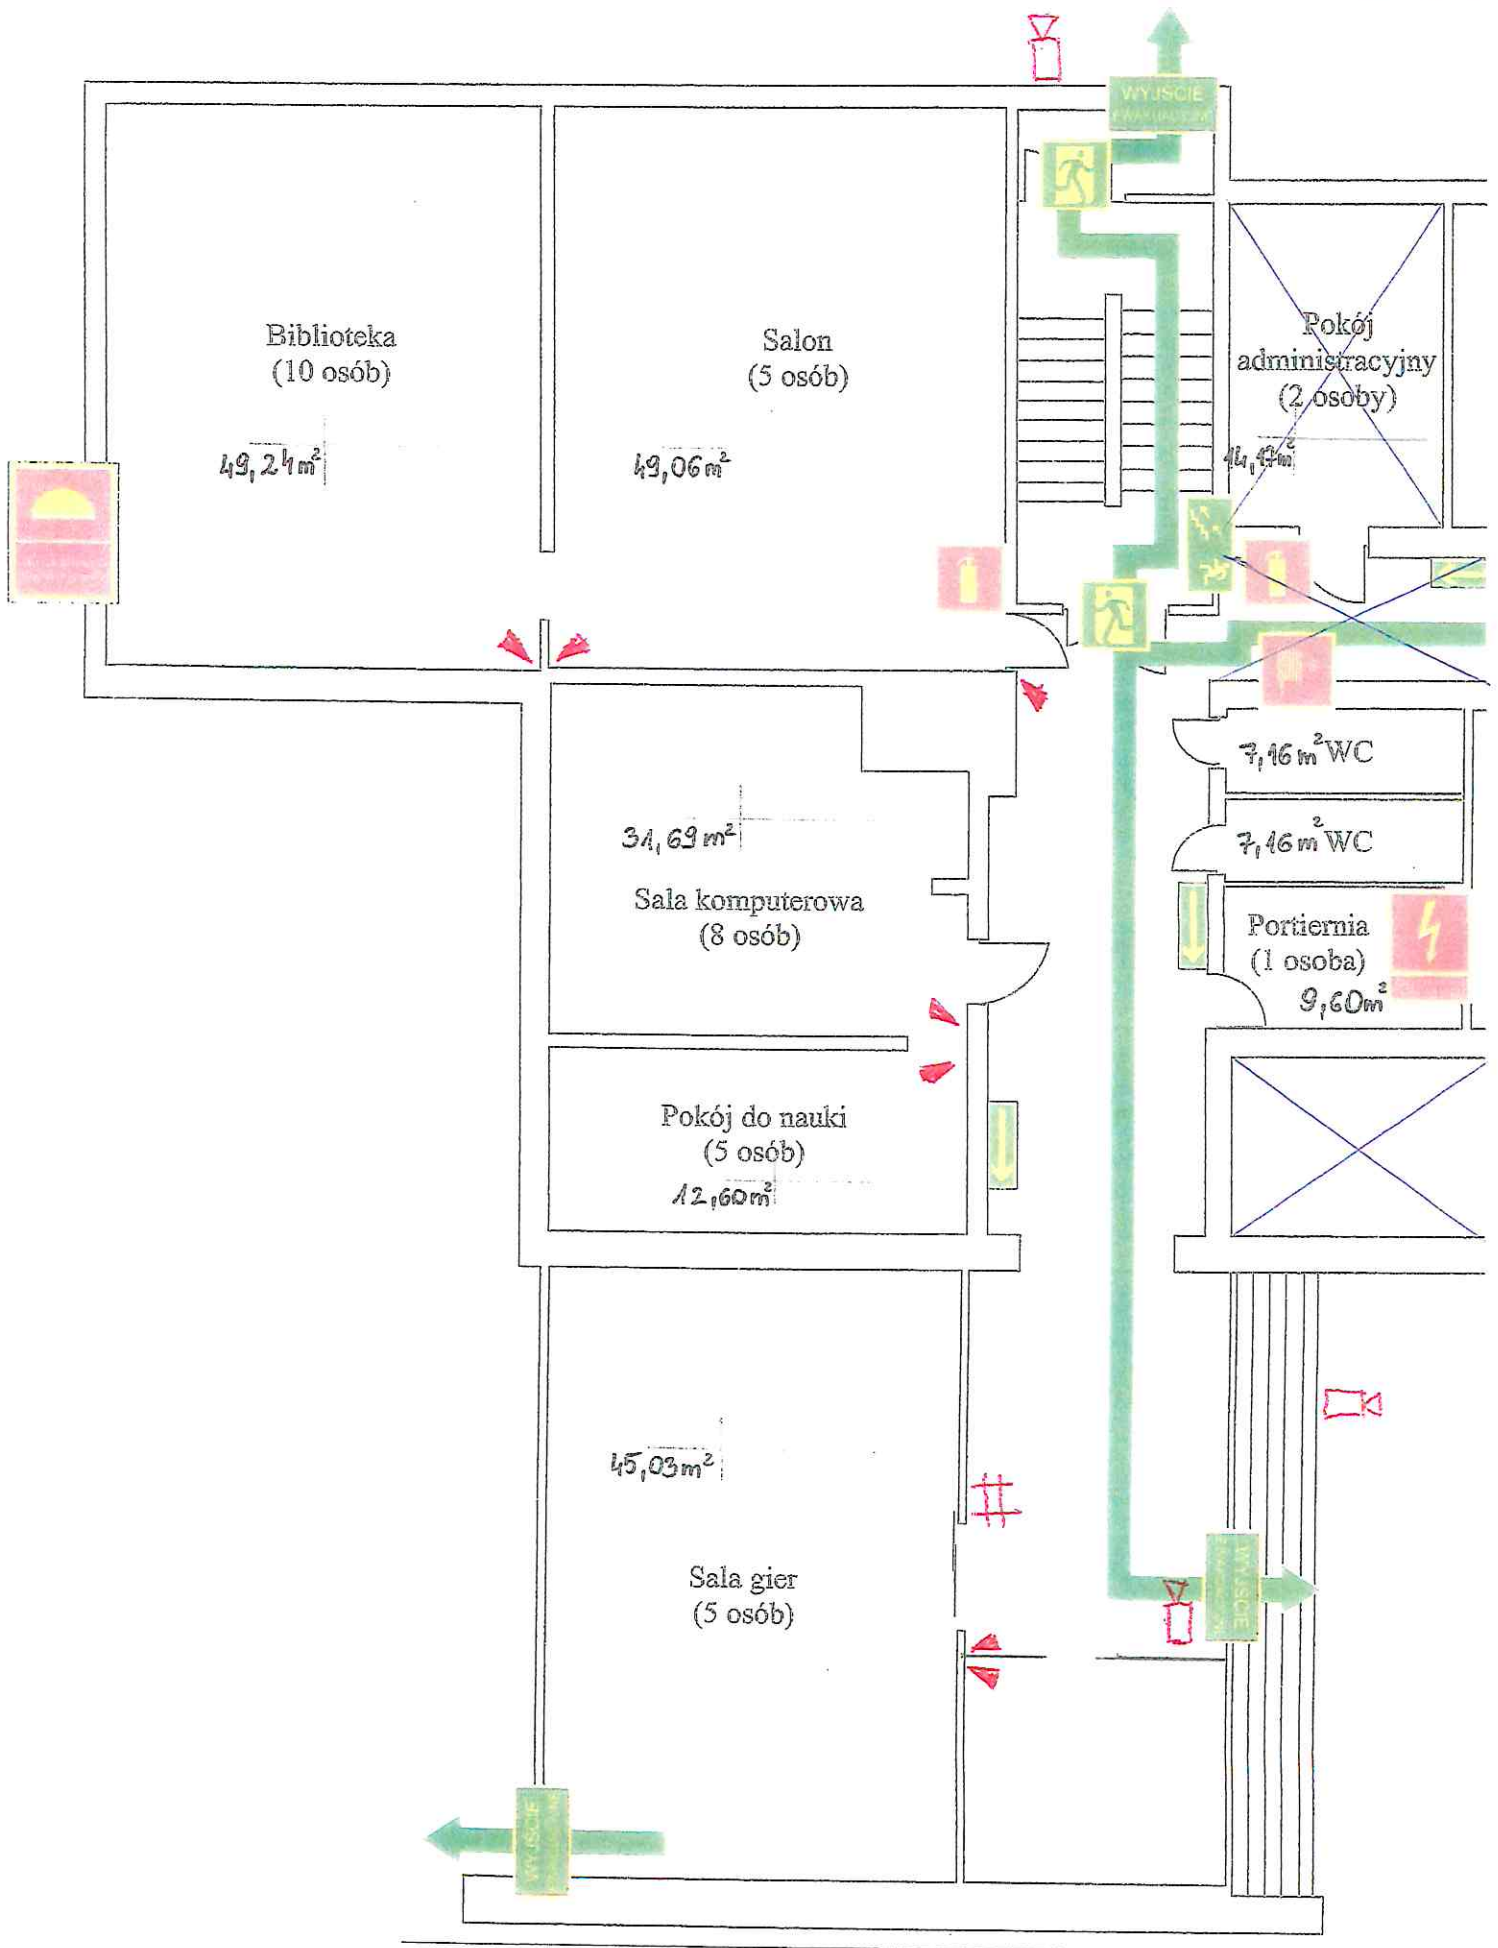 WYJŚCIE
EWAKUACYJNE
Biblioteka
(10 osób)
49,24m²
Salon
(5 osób)
49,06m²
Pokój
administracyjny
(2 osoby)
14,17m²
7,16m² WC
7,16m² WC
31,69m²
Sala komputerowa
(8 osób)
Portiernia
(1 osoba)
9,60m²
Pokój do nauki
(5 osób)
12,60m²
45,03m²
Sala gier
(5 osób)
WYJŚCIE
WYJŚCIE